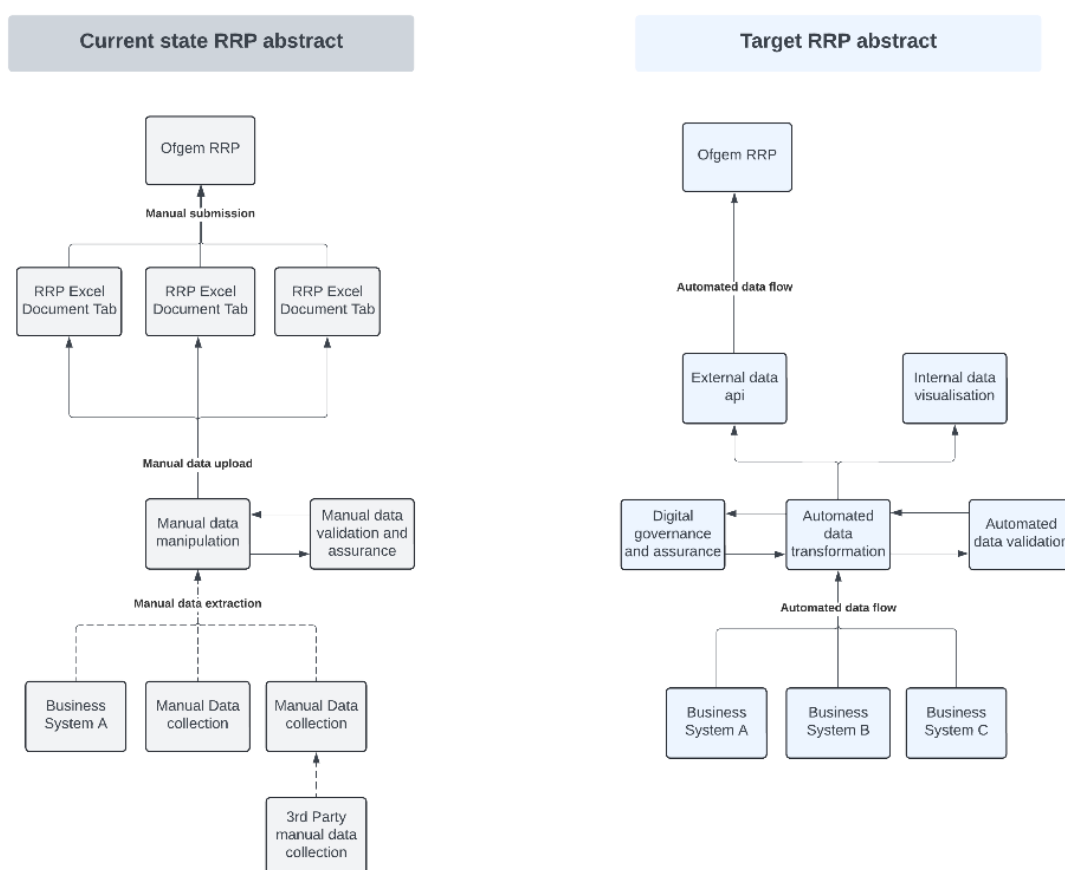 Current state RRP abstract
Ofgem RRP
Manual submission
RRP Excel
Document Tab
RRP Excel
Document Tab
RRP Excel
Document Tab
Manual data upload
Manual data
manipulation
Manual data
validation and
assurance
Manual data extraction
Business
System A
Manual Data
collection
Manual Data
collection
3rd Party
manual data
collection
Target RRP abstract
Ofgem RRP
Automated data flow
External data
api
Internal data
visualisation
Digital
governance
and assurance
Automated
data
transformation
Automated
data validation
Automated data flow
Business
System A
Business
System B
Business
System C